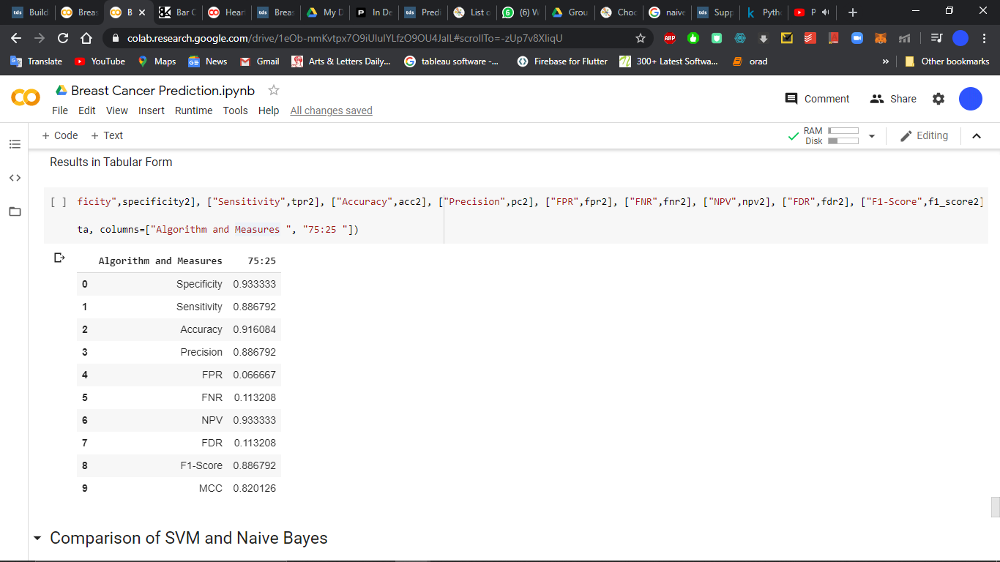 Build Breas B Bar C Hear Breas My D In De Predi List o (6) W Grou Choc naive Supp Pyth P
colab.research.google.com/drive/1eOb-nmKvtpx7O9iUIuIYLfzO9OU4JalL#scrollTo=-zUp7v8XIiqU
Translate YouTube Maps News Gmail Arts & Letters Daily... tableau software -... Firebase for Flutter 300+ Latest Softwa... orad » Other bookmarks
Breast Cancer Prediction.ipynb
Comment Share
File Edit View Insert Runtime Tools Help All changes saved
+ Code + Text RAM Disk Editing
Results in Tabular Form
[ ] ficity",specificity2], ["Sensitivity",tpr2], ["Accuracy",acc2], ["Precision",pc2], ["FPR",fpr2], ["FNR",fnr2], ["NPV",npv2], ["FDR",fdr2], ["F1-Score",f1_score2]
ta, columns=["Algorithm and Measures ", "75:25 "])
Algorithm and Measures 75:25
0 Specificity 0.933333
1 Sensitivity 0.886792
2 Accuracy 0.916084
3 Precision 0.886792
4 FPR 0.066667
5 FNR 0.113208
6 NPV 0.933333
7 FDR 0.113208
8 F1-Score 0.886792
9 MCC 0.820126
Comparison of SVM and Naive Bayes